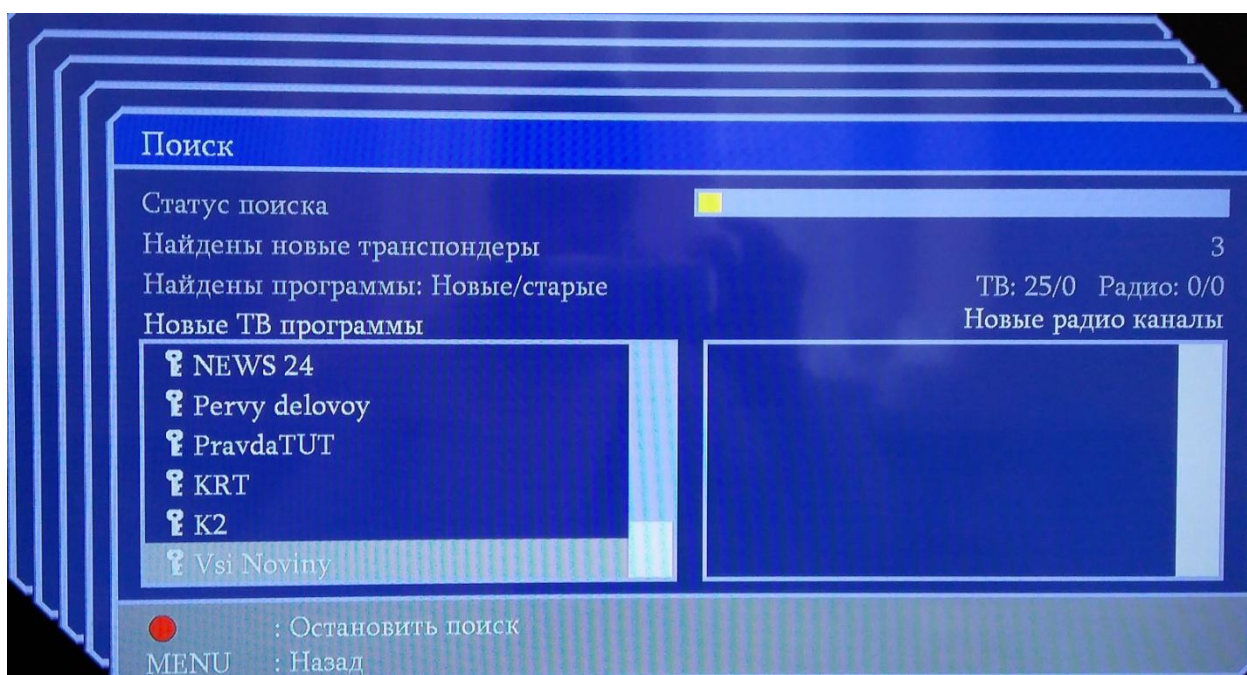 Поиск
Статус поиска
Найдены новые транспондеры 3
Найдены программы: Новые/старые ТВ: 25/0 Радио: 0/0
Новые ТВ программы Новые радио каналы
NEWS 24
Pervy delovoy
PravdaTUT
KRT
K2
Vsi Noviny
: Остановить поиск
MENU : Назад